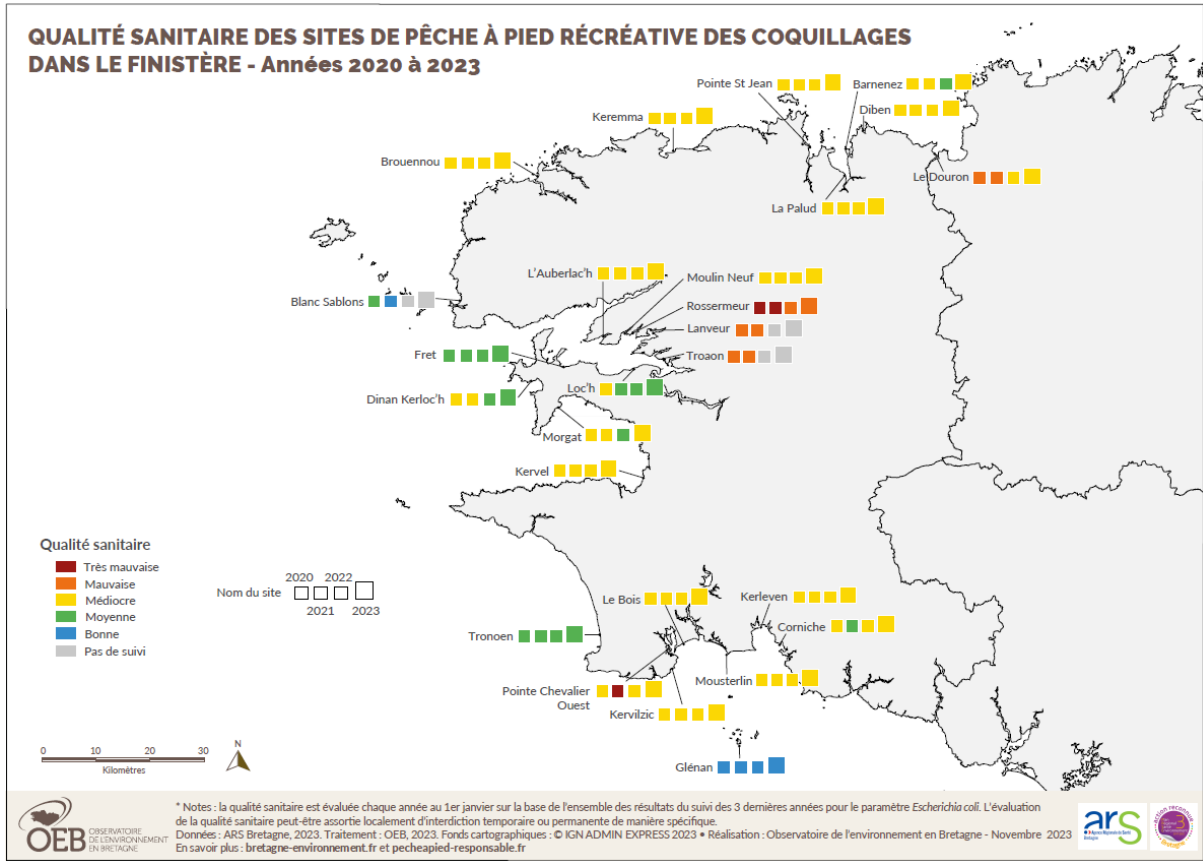 QUALITÉ SANITAIRE DES SITES DE PÊCHE À PIED RÉCRÉATIVE DES COQUILLAGES
DANS LE FINISTÈRE - Années 2020 à 2023
Pointe St Jean
Barnenez
Diben
Keremma
Brouennou
Le Douron
La Palud
L'Auberlac'h
Moulin Neuf
Blanc Sablons
Rossermeur
Lanveur
Fret
Troaon
Dinan Kerloc'h
Loc'h
Morgat
Kervel
Qualité sanitaire
Très mauvaise
Mauvaise
Médiocre
Moyenne
Bonne
Pas de suivi
Nom du site
2020 2022
2021 2023
Le Bois
Kerleven
Corniche
Tronoen
Mousterlin
Pointe Chevalier
Ouest
Kervilzic
Glénan
0 10 20 30
Kilomètres
N
OEB
OBSERVATOIRE
DE L'ENVIRONNEMENT
EN BRETAGNE
* Notes : la qualité sanitaire est évaluée chaque année au 1er janvier sur la base de l'ensemble des résultats du suivi des 3 dernières années pour le paramètre Escherichia coli. L'évaluation
de la qualité sanitaire peut-être assortie localement d'interdiction temporaire ou permanente de manière spécifique.
Données : ARS Bretagne, 2023. Traitement : OEB, 2023. Fonds cartographiques : © IGN ADMIN EXPRESS 2023 • Réalisation : Observatoire de l'environnement en Bretagne - Novembre 2023
En savoir plus : bretagne-environnement.fr et pecheapied-responsable.fr
ars
Agence Régionale de Santé
Bretagne